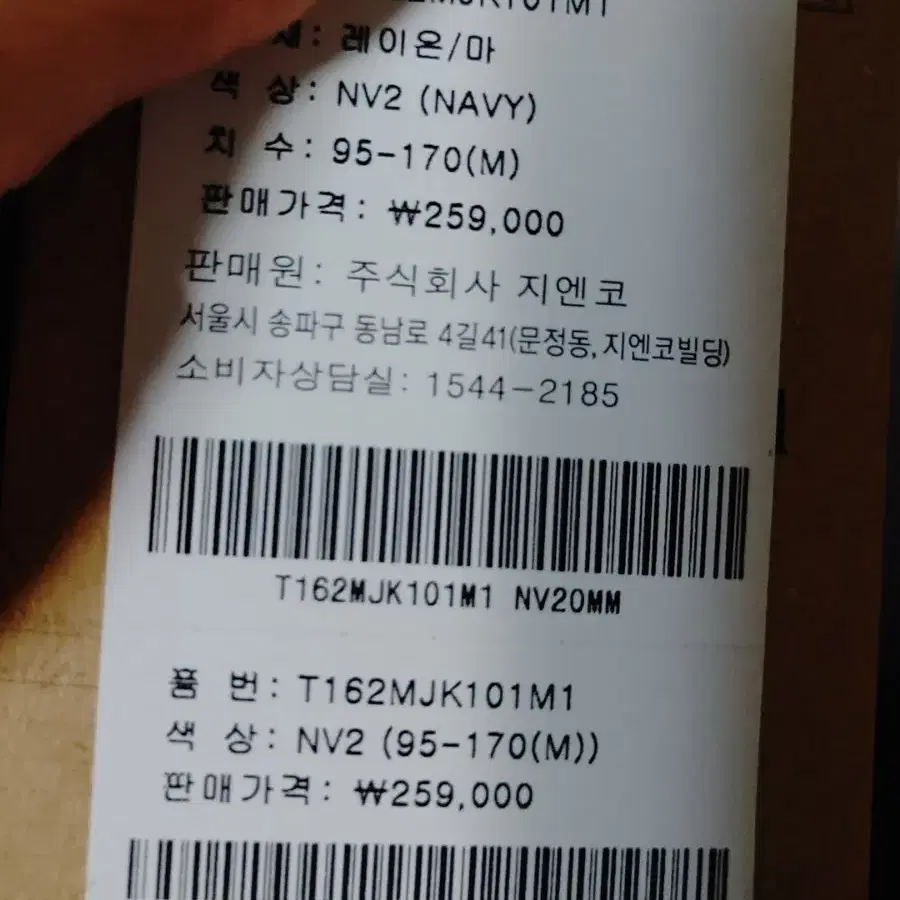 체: 레이온/마
색 상: NV2 (NAVY)
치 수: 95-170(M)
판매가격: ₩259,000
판매원: 주식회사 지엔코
서울시 송파구 동남로 4길41(문정동, 지엔코빌딩)
소비자상담실: 1544-2185
T162MJK101M1 NV20MM
품 번: T162MJK101M1
색 상: NV2 (95-170(M))
판매가격: ₩259,000